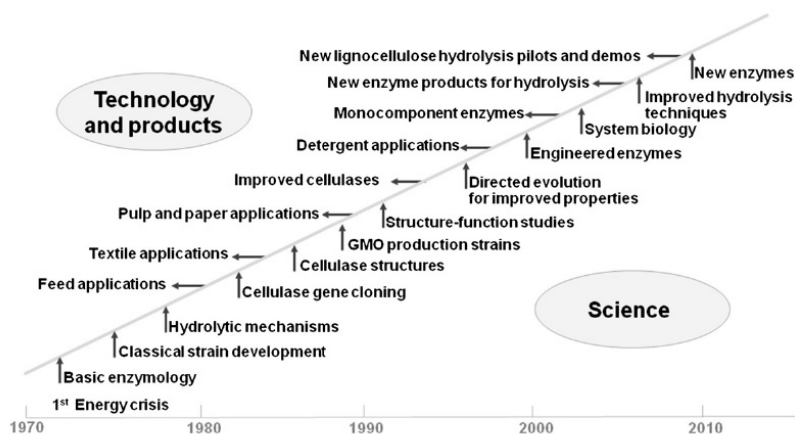 New lignocellulose hydrolysis pilots and demos
New enzymes
New enzyme products for hydrolysis
Improved hydrolysis
techniques
Technology
and products
Monocomponent enzymes
System biology
Detergent applications
Engineered enzymes
Improved cellulases
Directed evolution
for improved properties
Pulp and paper applications
Structure-function studies
GMO production strains
Textile applications
Cellulase structures
Feed applications
Cellulase gene cloning
Science
Hydrolytic mechanisms
Classical strain development
Basic enzymology
1st Energy crisis
1970 1980 1990 2000 2010